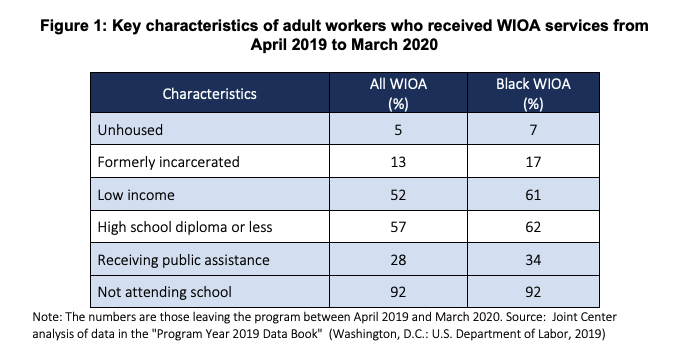 Figure 1: Key characteristics of adult workers who received WIOA services from
April 2019 to March 2020
Characteristics All WIOA (%) Black WIOA (%)
Unhoused 5 7
Formerly incarcerated 13 17
Low income 52 61
High school diploma or less 57 62
Receiving public assistance 28 34
Not attending school 92 92
Note: The numbers are those leaving the program between April 2019 and March 2020. Source: Joint Center
analysis of data in the "Program Year 2019 Data Book" (Washington, D.C.: U.S. Department of Labor, 2019)